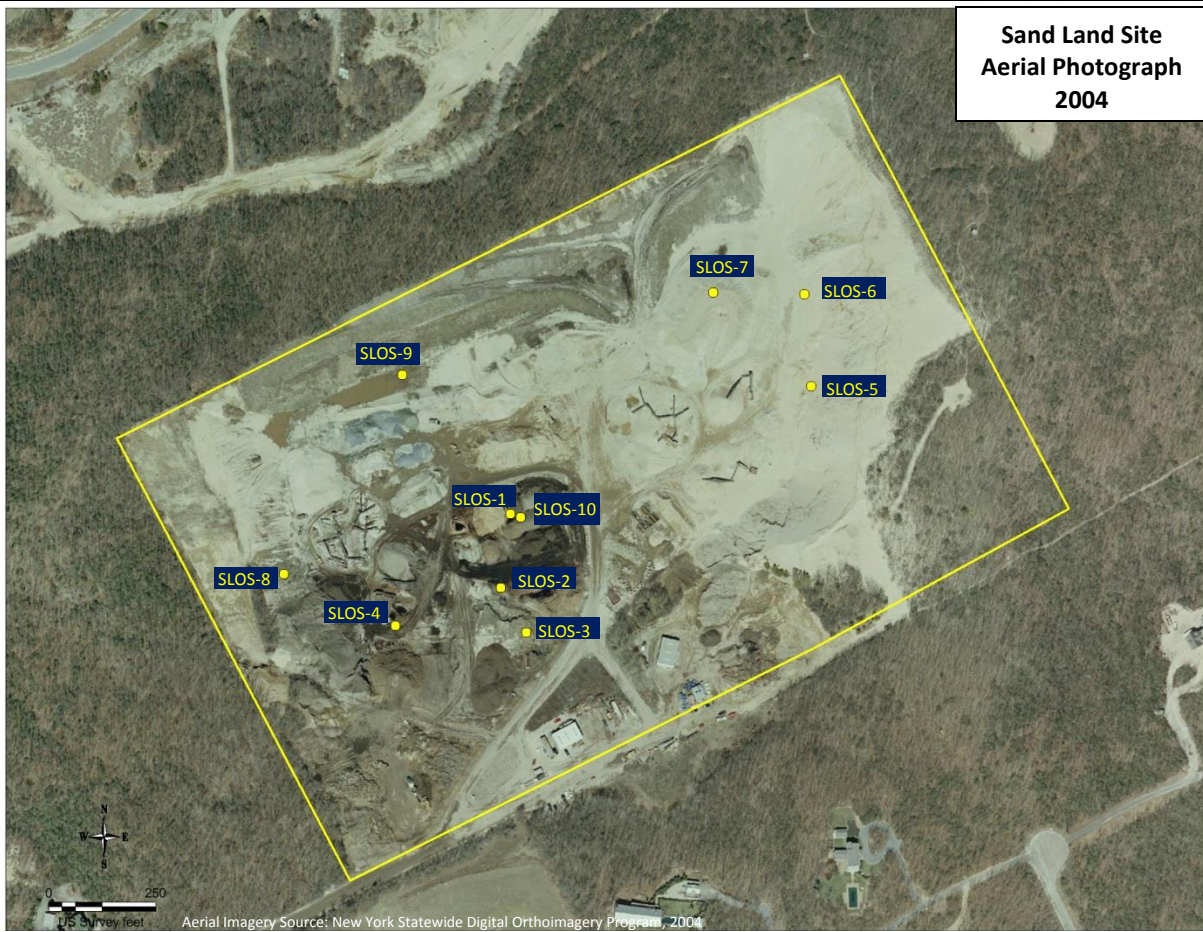 Sand Land Site
Aerial Photograph
2004
SLOS-7
SLOS-6
SLOS-9
SLOS-5
SLOS-1
SLOS-10
SLOS-8
SLOS-2
SLOS-4
SLOS-3
N
W E
S
0 250
US Survey feet
Aerial Imagery Source: New York Statewide Digital Orthoimagery Program, 2004